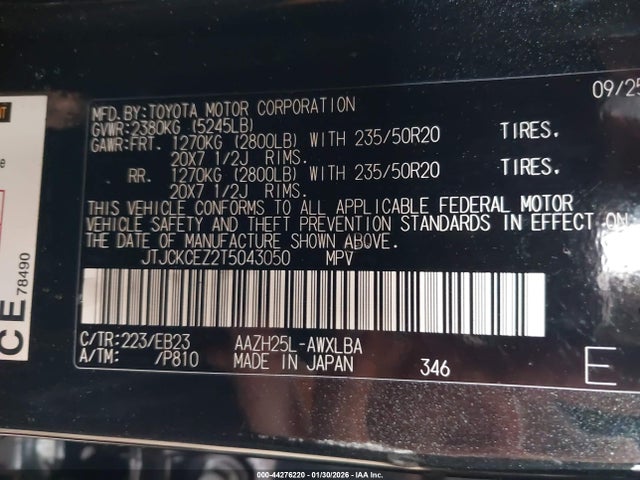 09/25
MFD.BY:TOYOTA MOTOR CORPORATION
GVWR:2380KG (5245LB)
GAWR:FRT. 1270KG (2800LB) WITH 235/50R20 TIRES.
20X7 1/2J RIMS.
RR. 1270KG (2800LB) WITH 235/50R20 TIRES.
20X7 1/2J RIMS.
THIS VEHICLE CONFORMS TO ALL APPLICABLE FEDERAL MOTOR
VEHICLE SAFETY AND THEFT PREVENTION STANDARDS IN EFFECT ON
THE DATE OF MANUFACTURE SHOWN ABOVE.
JTJCKCEZ2T5043050 MPV
C/TR:223/EB23 AAZH25L-AWXLBA
A/TM: /P810 MADE IN JAPAN 346 E
CE 78490
000-44276220 - 01/30/2026 - IAA Inc.